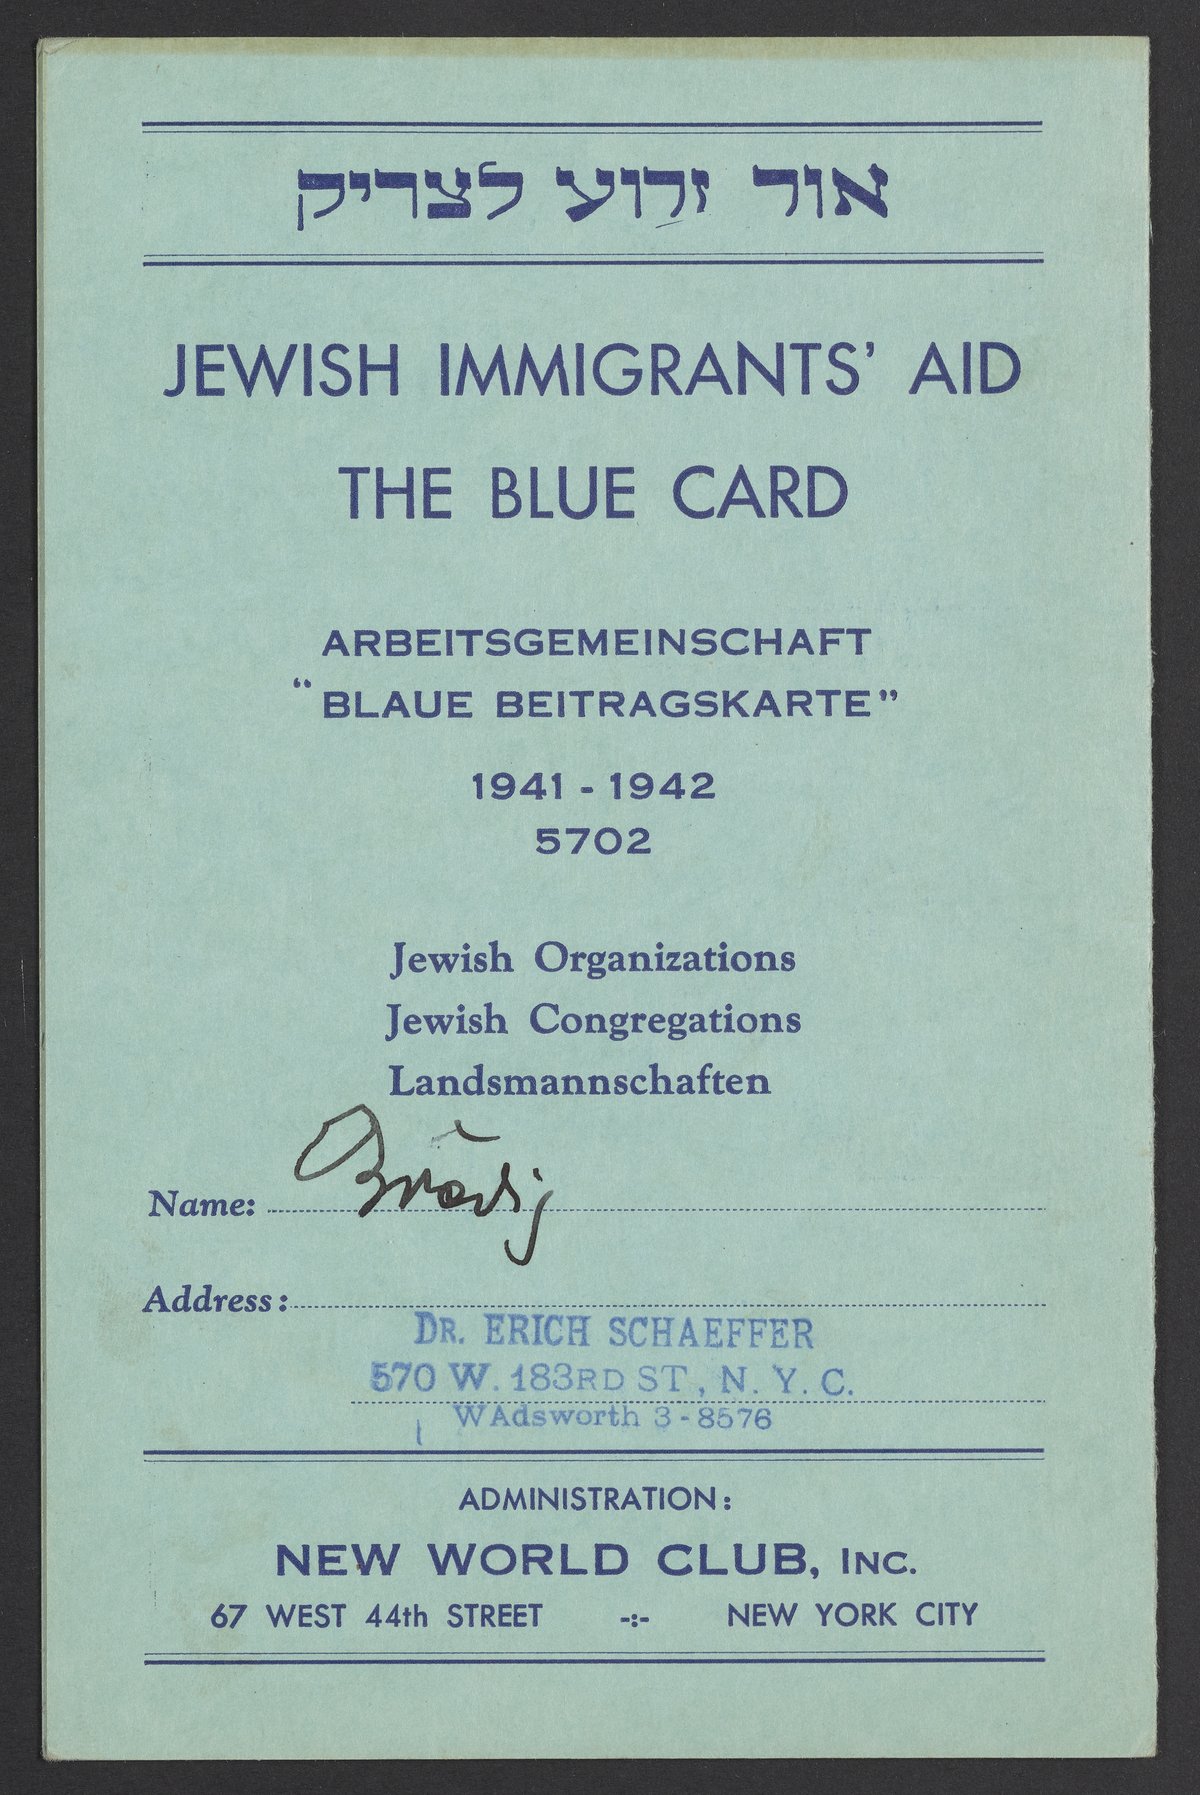 אור זרוע לצדיק
JEWISH IMMIGRANTS' AID
THE BLUE CARD
ARBEITSGEMEINSCHAFT
"BLAUE BEITRAGSKARTE"
1941 - 1942
5702
Jewish Organizations
Jewish Congregations
Landsmannschaften
Name:
Address:
DR. ERICH SCHAEFFER
570 W. 183RD ST, N. Y. C.
WAdsworth 3 - 8576
ADMINISTRATION:
NEW WORLD CLUB, INC.
67 WEST 44th STREET -:- NEW YORK CITY